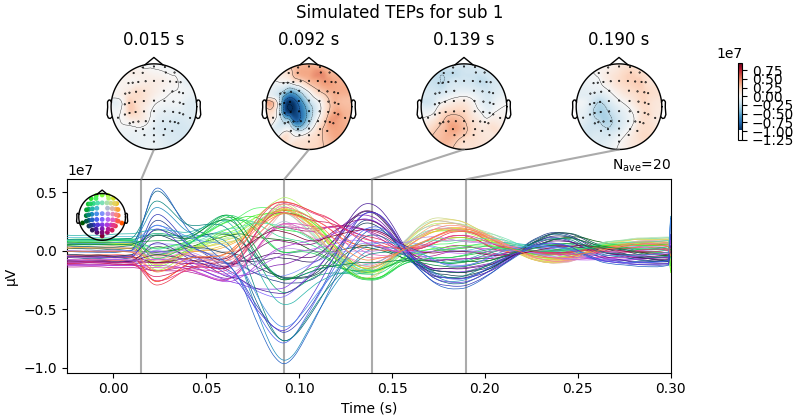 Simulated TEPs for sub 1
0.015 s
0.092 s
0.139 s
0.190 s
1e7
0.75
0.50
0.25
0.00
−0.25
−0.50
−0.75
−1.00
−1.25
1e7
Nave=20
0.5
0.0
−0.5
−1.0
µV
0.00
0.05
0.10
0.15
0.20
0.25
0.30
Time (s)